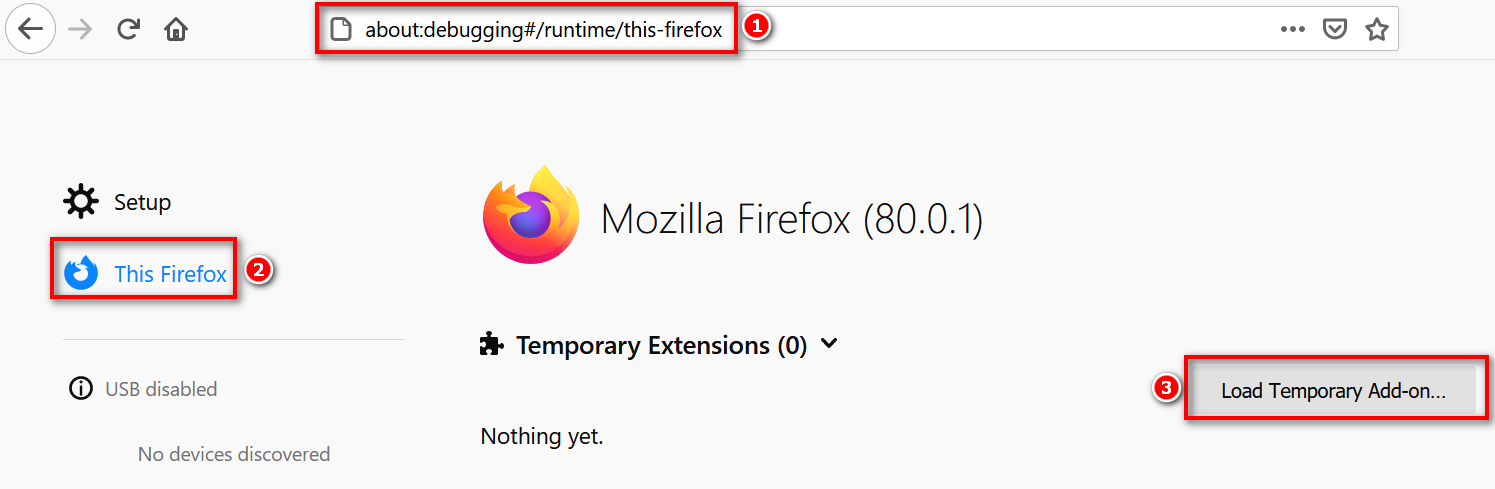 about:debugging#/runtime/this-firefox
1
Setup
Mozilla Firefox (80.0.1)
This Firefox
2
Temporary Extensions (0)
USB disabled
3
Load Temporary Add-on...
Nothing yet.
No devices discovered